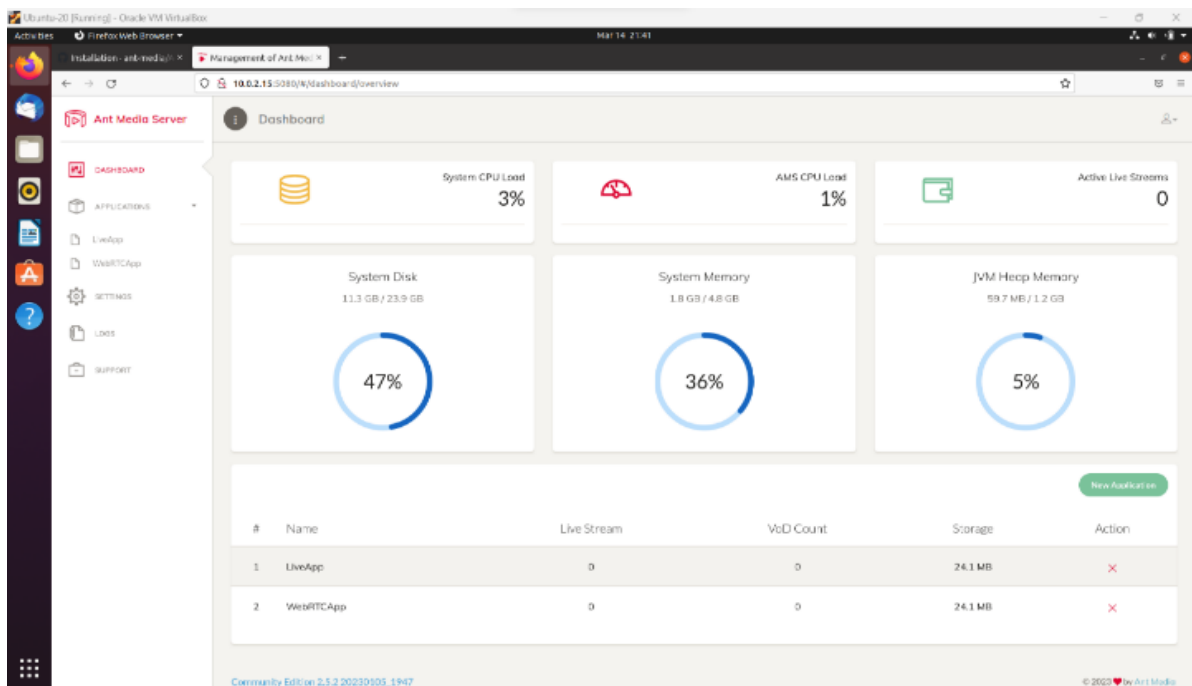 Ubuntu-20 [Running] - Oracle VM VirtualBox
Activities Firefox Web Browser Mar 14 21:41
Installation - ant-media/ Management of Ant Med
10.0.2.15:5080/#/dashboard/overview
Ant Media Server
Dashboard
DASHBOARD
APPLICATIONS
LiveApp
WebRTCApp
SETTINGS
LOGS
SUPPORT
System CPU Load
3%
AMS CPU Load
1%
Active Live Streams
0
System Disk
11.3 GB / 23.9 GB
47%
System Memory
1.8 GB / 4.8 GB
36%
JVM Heap Memory
59.7 MB / 1.2 GB
5%
New Application
# Name Live Stream VoD Count Storage Action
1 LiveApp 0 0 24.1 MB
2 WebRTCApp 0 0 24.1 MB
Community Edition 2.5.2 20230105_1947
© 2023 ❤ by Ant Media